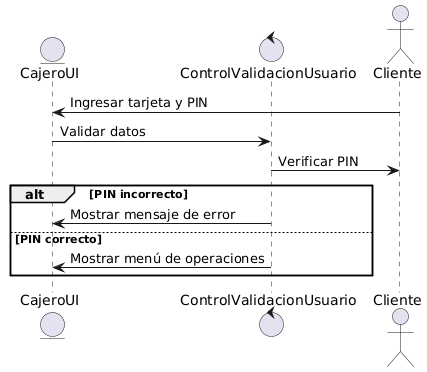 CajeroUI ControlValidacionUsuario Cliente
Ingresar tarjeta y PIN
Validar datos
Verificar PIN
alt [PIN incorrecto]
Mostrar mensaje de error
[PIN correcto]
Mostrar menú de operaciones
CajeroUI ControlValidacionUsuario Cliente